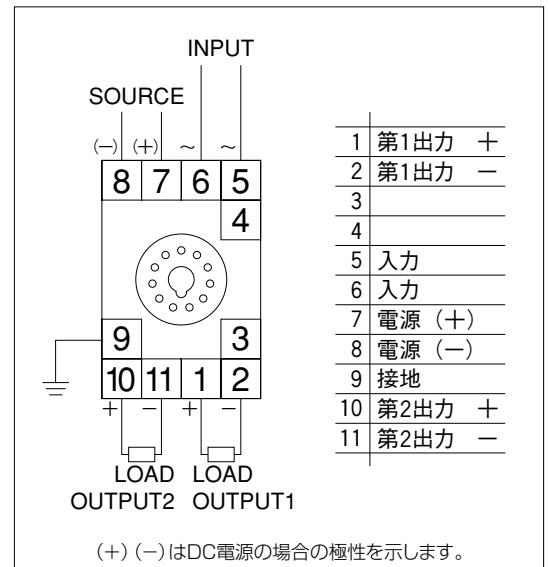 INPUT
SOURCE
(−) (+) ~ ~
8 7 6 5
4
9 3
10 11 1 2
+ − + −
LOAD LOAD
OUTPUT2 OUTPUT1
1 第1出力 +
2 第1出力 −
3
4
5 入力
6 入力
7 電源 (+)
8 電源 (−)
9 接地
10 第2出力 +
11 第2出力 −
(+)(−)はDC電源の場合の極性を示します。